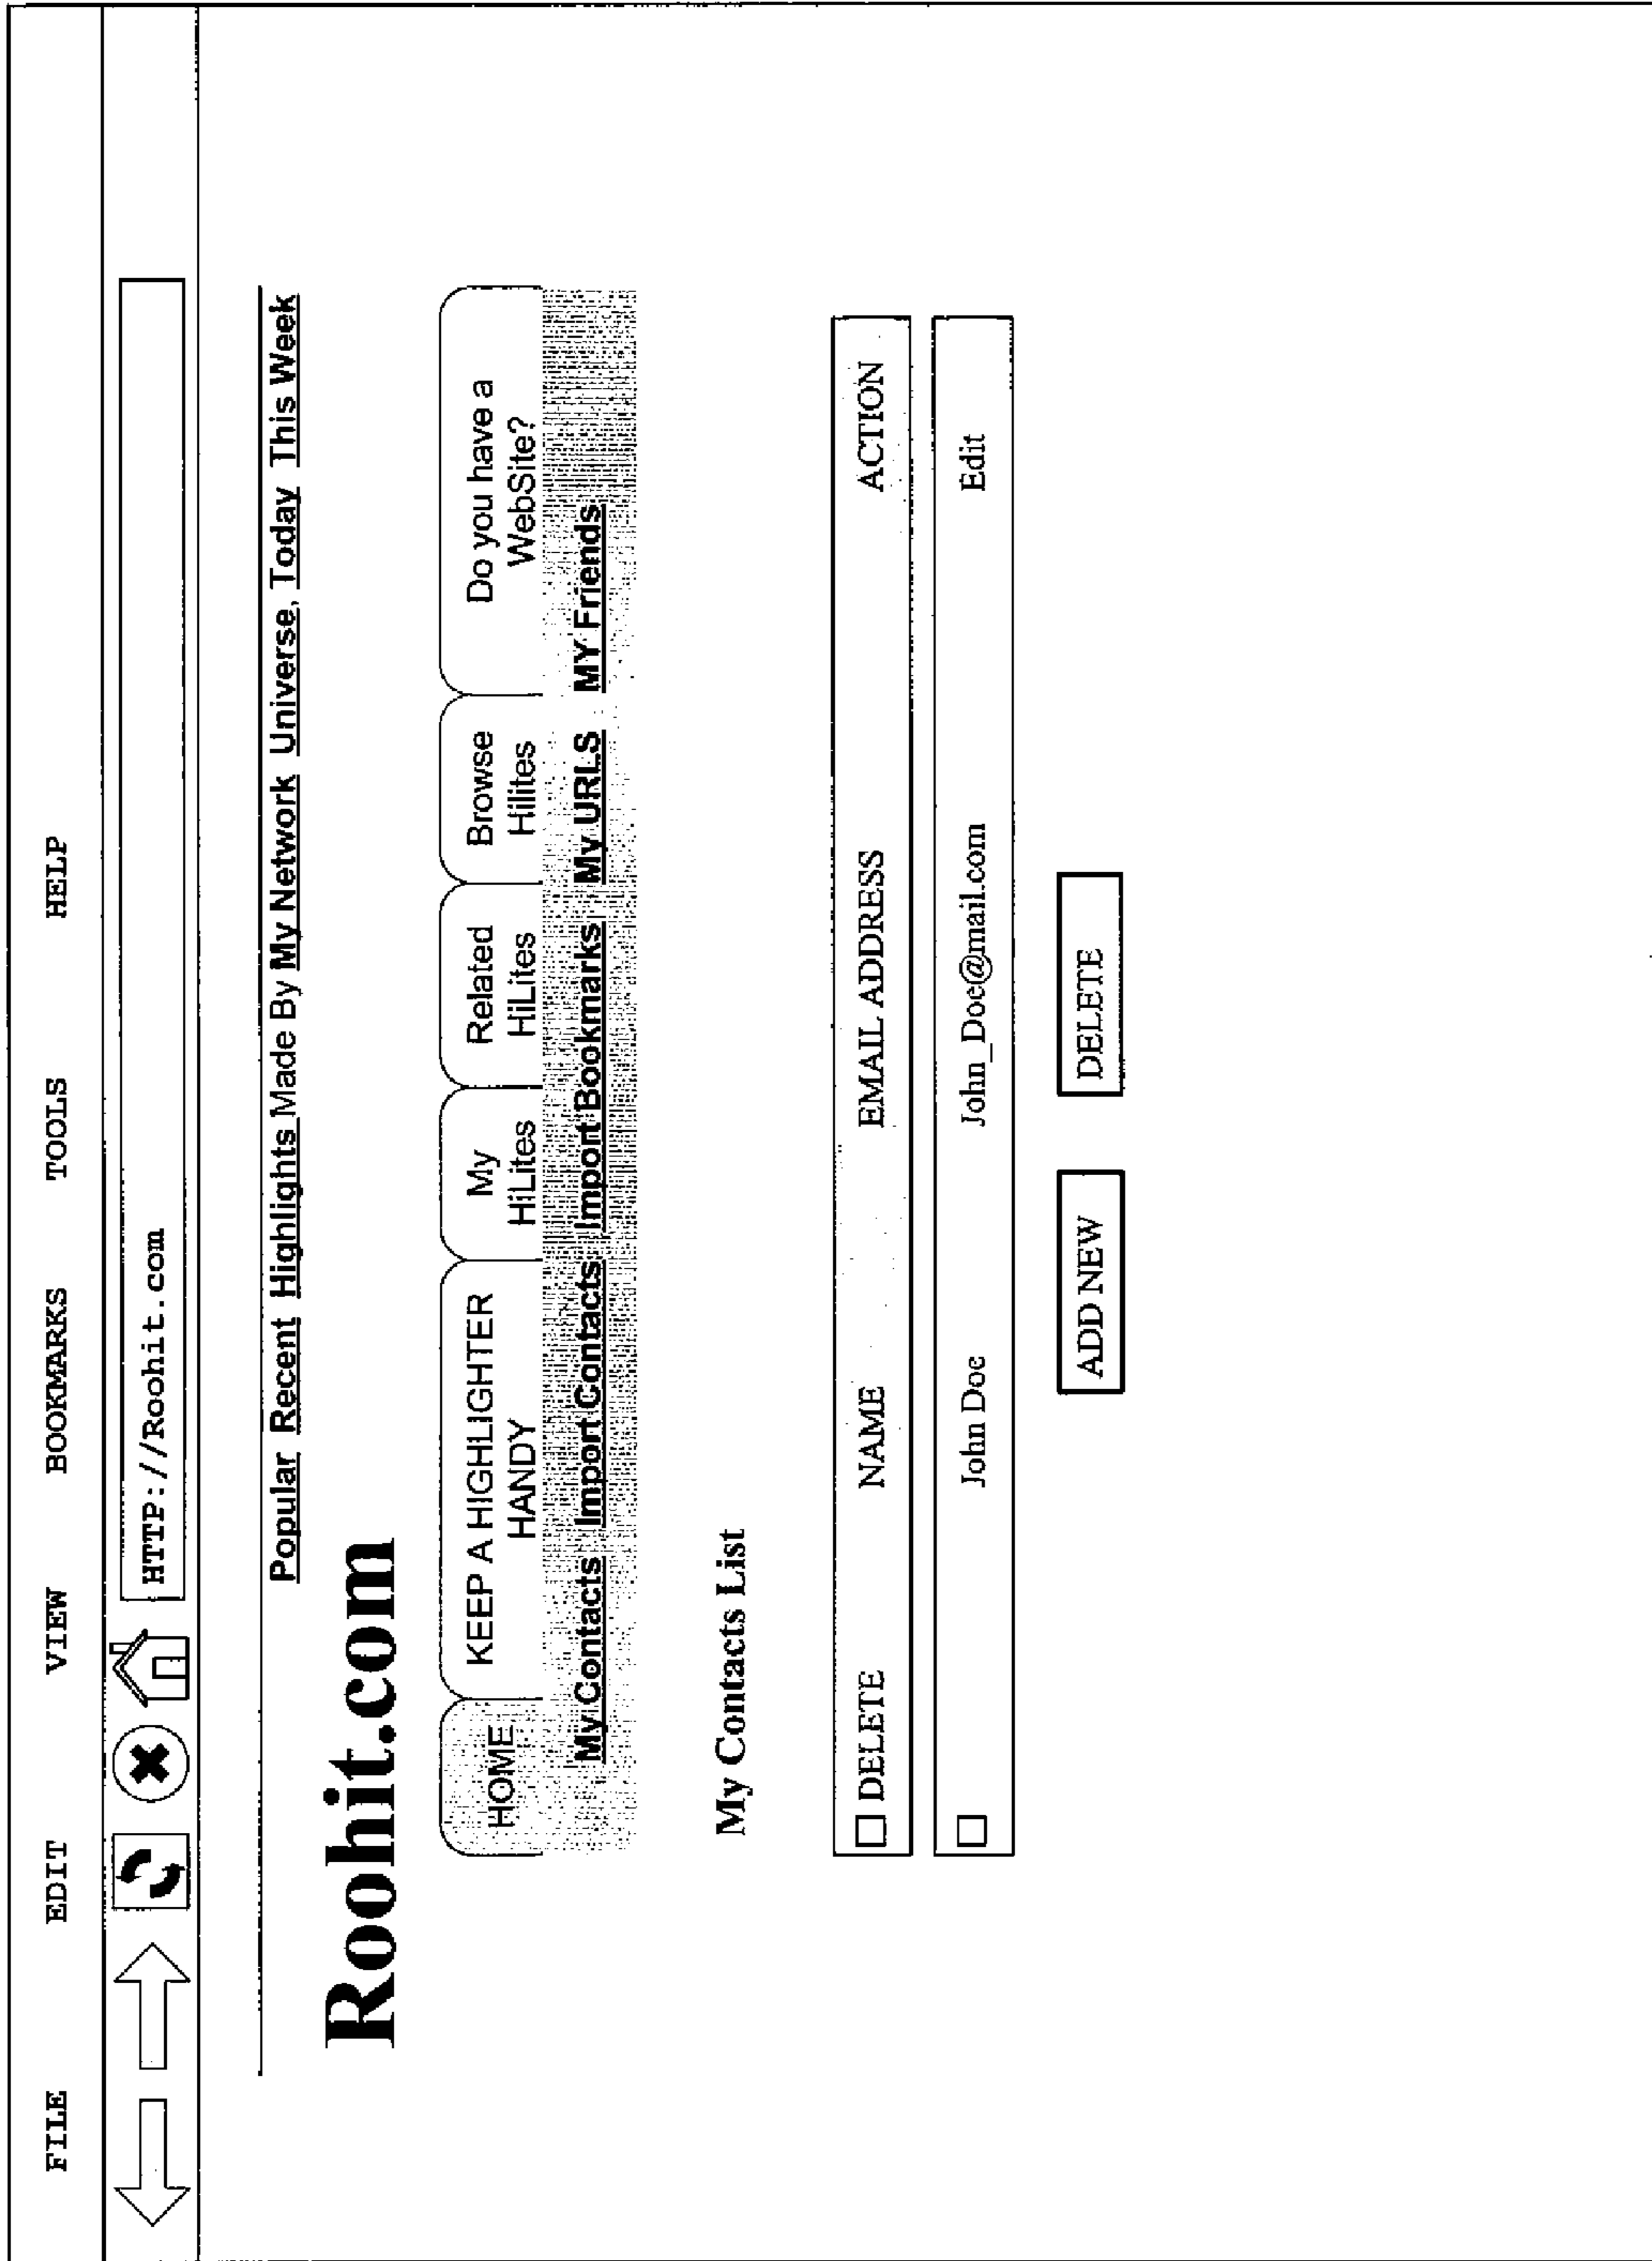 FILE EDIT VIEW BOOKMARKS TOOLS HELP
HTTP://Roohit.com
Popular Recent Highlights Made By My Network Universe, Today This Week
Roohit.com
HOME
KEEP A HIGHLIGHTER
HANDY
My
HiLites
Related
HiLites
Browse
Hilites
Do you have a
WebSite?
My Contacts Import Contacts Import Bookmarks My URLS MY Friends
My Contacts List
DELETE NAME EMAIL ADDRESS ACTION
John Doe John_Doe@mail.com Edit
ADD NEW DELETE